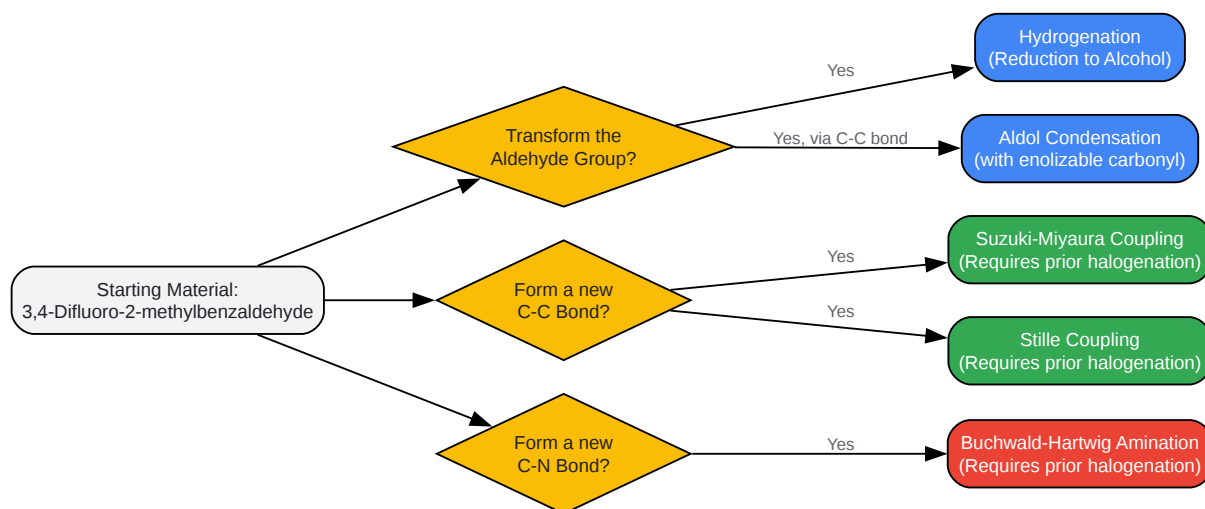 Hydrogenation
(Reduction to Alcohol)
Yes
Transform the
Aldehyde Group?
Yes, via C-C bond
Aldol Condensation
(with enolizable carbonyl)
Suzuki-Miyaura Coupling
(Requires prior halogenation)
Yes
Starting Material:
3,4-Difluoro-2-methylbenzaldehyde
Form a new
C-C Bond?
Yes
Stille Coupling
(Requires prior halogenation)
Form a new
C-N Bond?
Yes
Buchwald-Hartwig Amination
(Requires prior halogenation)